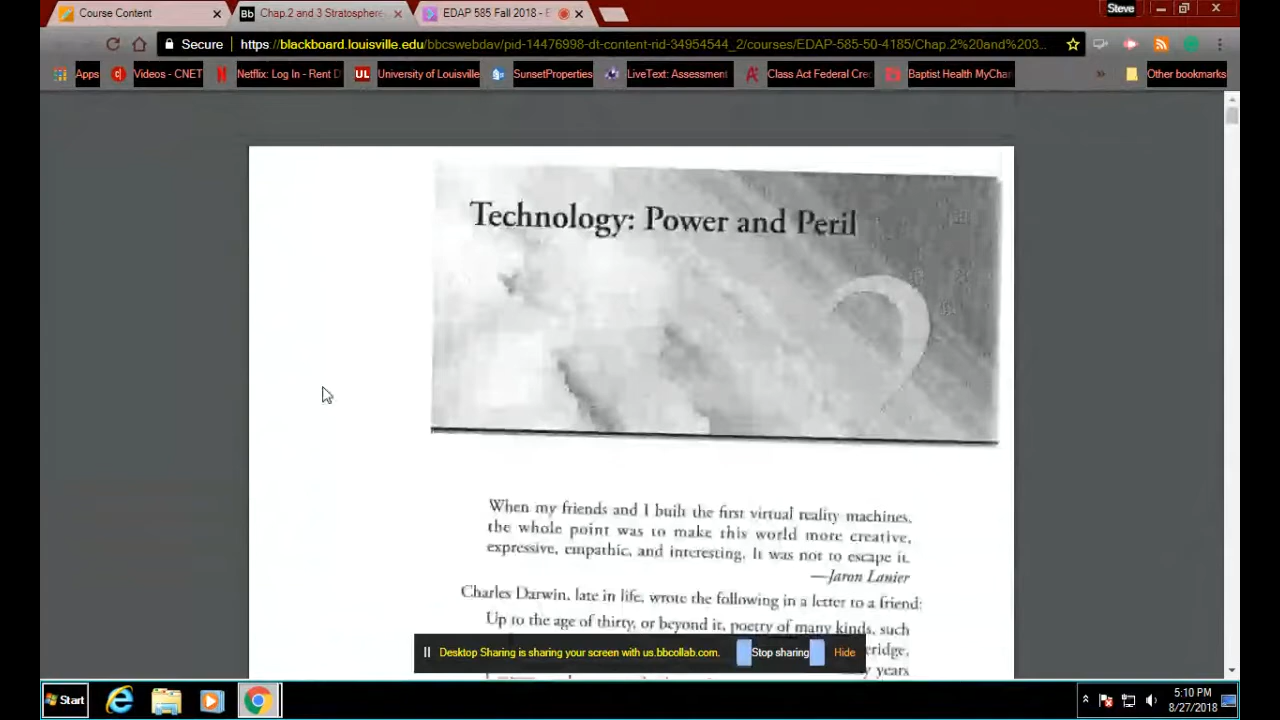 Course Content
Chap.2 and 3 Stratosphere
EDAP 585 Fall 2018 - E
Steve
Secure
https://blackboard.louisville.edu/bbcswebdav/pid-14476998-dt-content-rid-34954544_2/courses/EDAP-585-50-4185/Chap.2%20and%203...
Apps
Videos - CNET
Netflix: Log In - Rent D
UL University of Louisville
SunsetProperties
LiveText: Assessment
Class Act Federal Cre
Baptist Health MyChar
»
Other bookmarks
Technology: Power and Peril
2
When my friends and I built the first virtual reality machines,
the whole point was to make this world more creative,
expressive, empathic, and interesting. It was not to escape it.
—Jaron Lanier
Charles Darwin, late in life, wrote the following in a letter to a friend:
Up to the age of thirty, or beyond it, poetry of many kinds, such
eridge,
years
Desktop Sharing is sharing your screen with us.bbcollab.com.
Stop sharing
Hide
Start
5:10 PM
8/27/2018